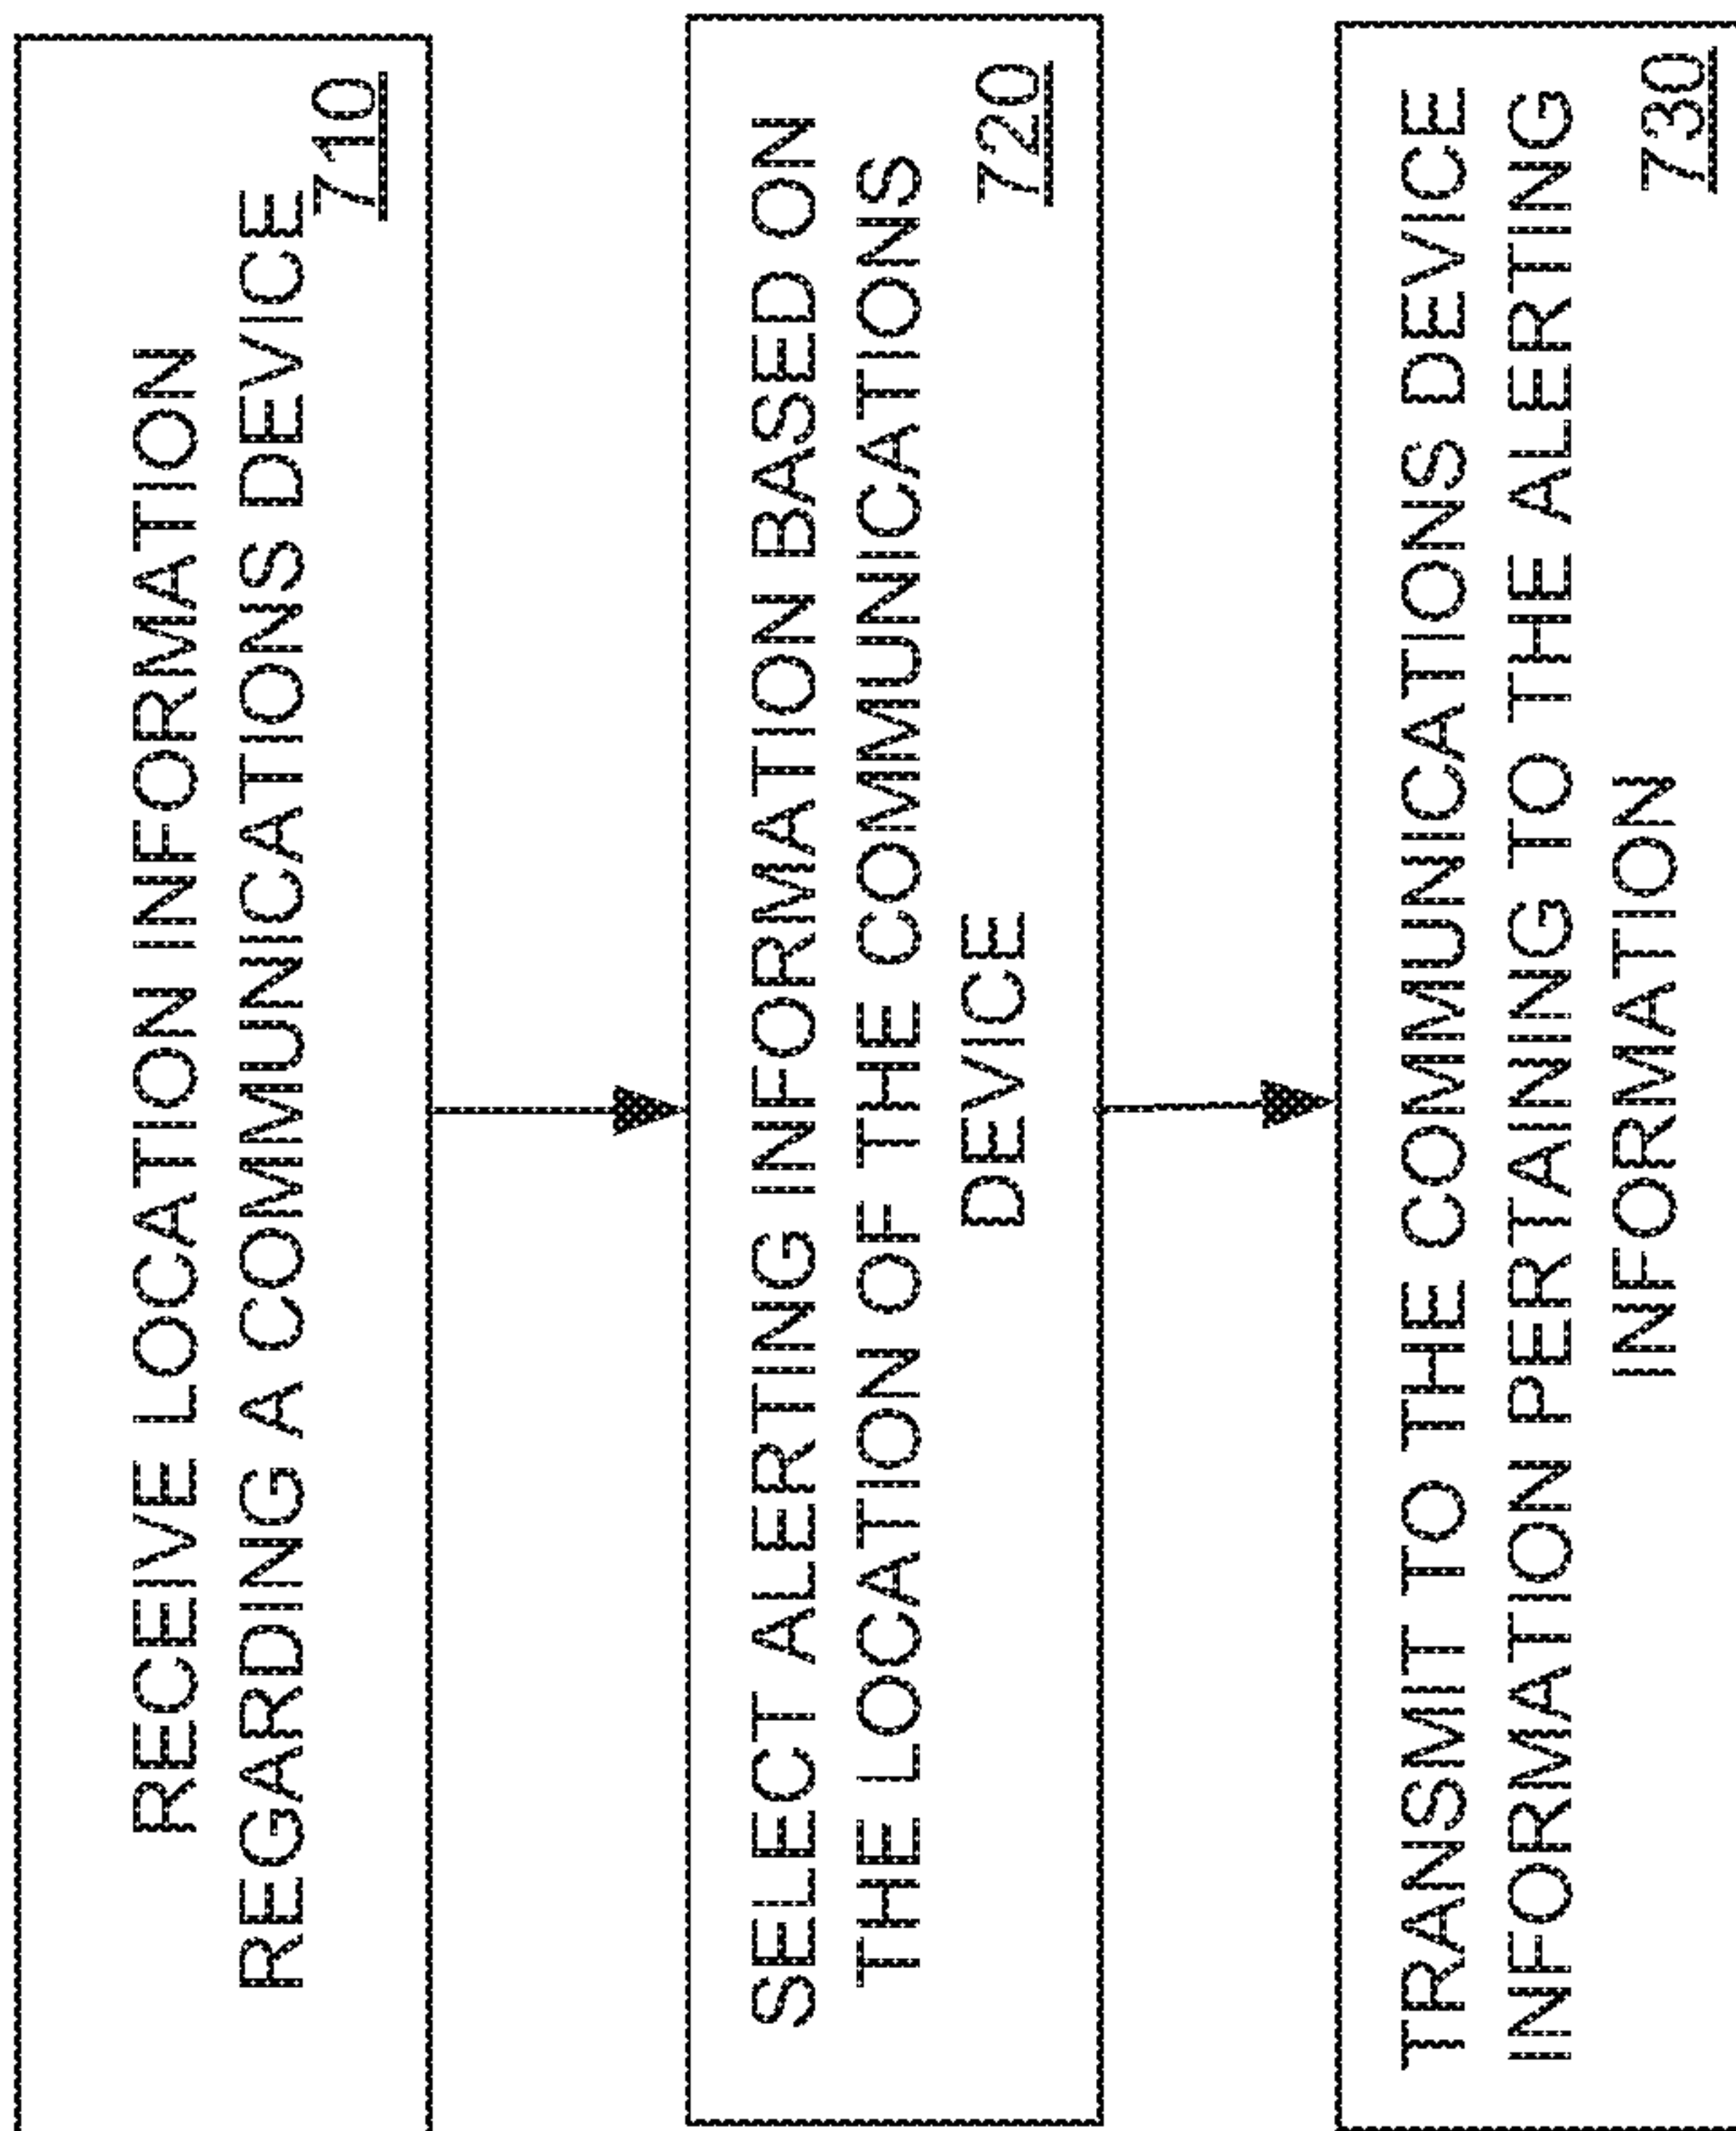 RECEIVE LOCATION INFORMATION
REGARDING A COMMUNICATIONS DEVICE
710
SELECT ALERTING INFORMATION BASED ON
THE LOCATION OF THE COMMUNICATIONS
DEVICE
720
TRANSMIT TO THE COMMUNICATIONS DEVICE
INFORMATION PERTAINING TO THE ALERTING
INFORMATION
730